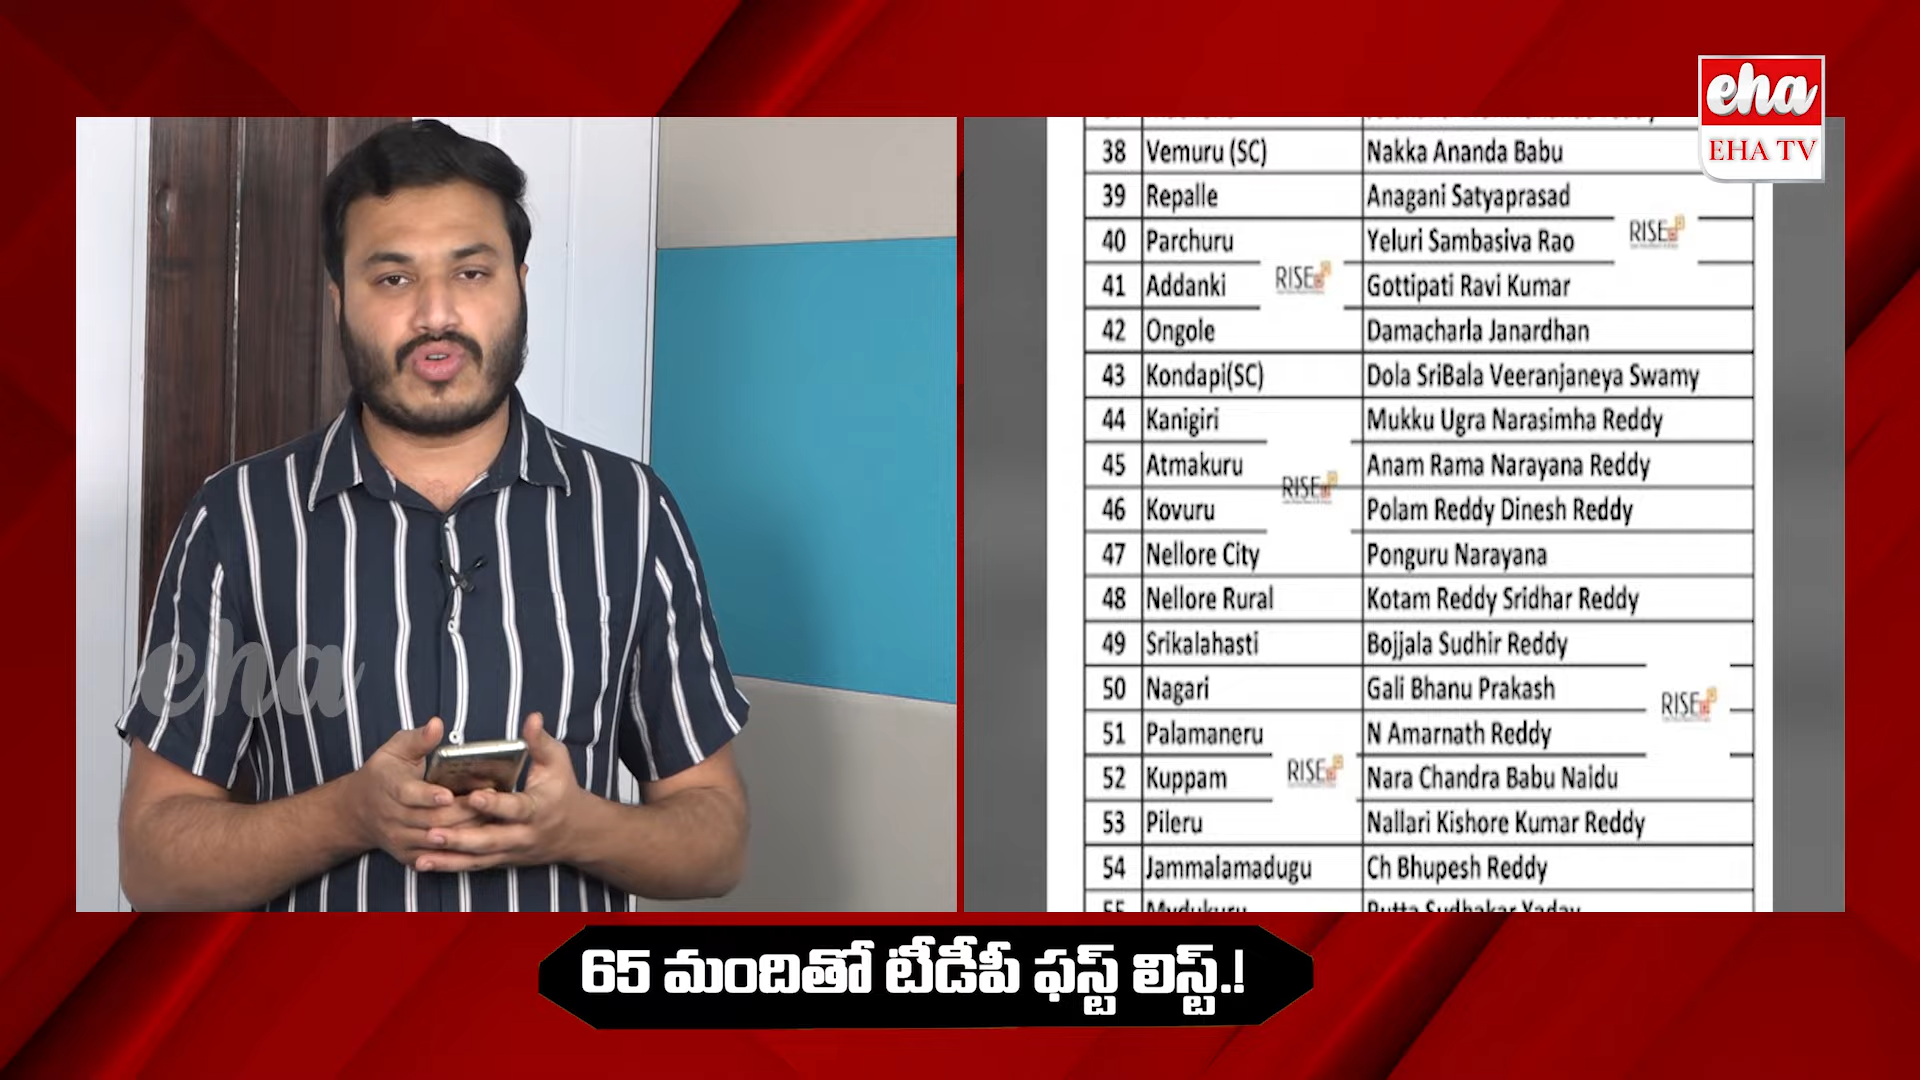 eha
EHA TV
38 Vemuru (SC) Nakka Ananda Babu
39 Repalle Anagani Satyaprasad
40 Parchuru Yeluri Sambasiva Rao
RISE
41 Addanki Gottipati Ravi Kumar
RISE
42 Ongole Damacharla Janardhan
43 Kondapi(SC) Dola SriBala Veeranjaneya Swamy
44 Kanigiri Mukku Ugra Narasimha Reddy
45 Atmakuru Anam Rama Narayana Reddy
RISE
46 Kovuru Polam Reddy Dinesh Reddy
47 Nellore City Ponguru Narayana
48 Nellore Rural Kotam Reddy Sridhar Reddy
49 Srikalahasti Bojjala Sudhir Reddy
50 Nagari Gali Bhanu Prakash
RISE
51 Palamaneru N Amarnath Reddy
52 Kuppam Nara Chandra Babu Naidu
RISE
53 Pileru Nallari Kishore Kumar Reddy
54 Jammalamadugu Ch Bhupesh Reddy
55 Mydukuru Putta Sudhakar Yadav
eha
65 మందితో టీడీపీ ఫస్ట్ లిస్ట్.!